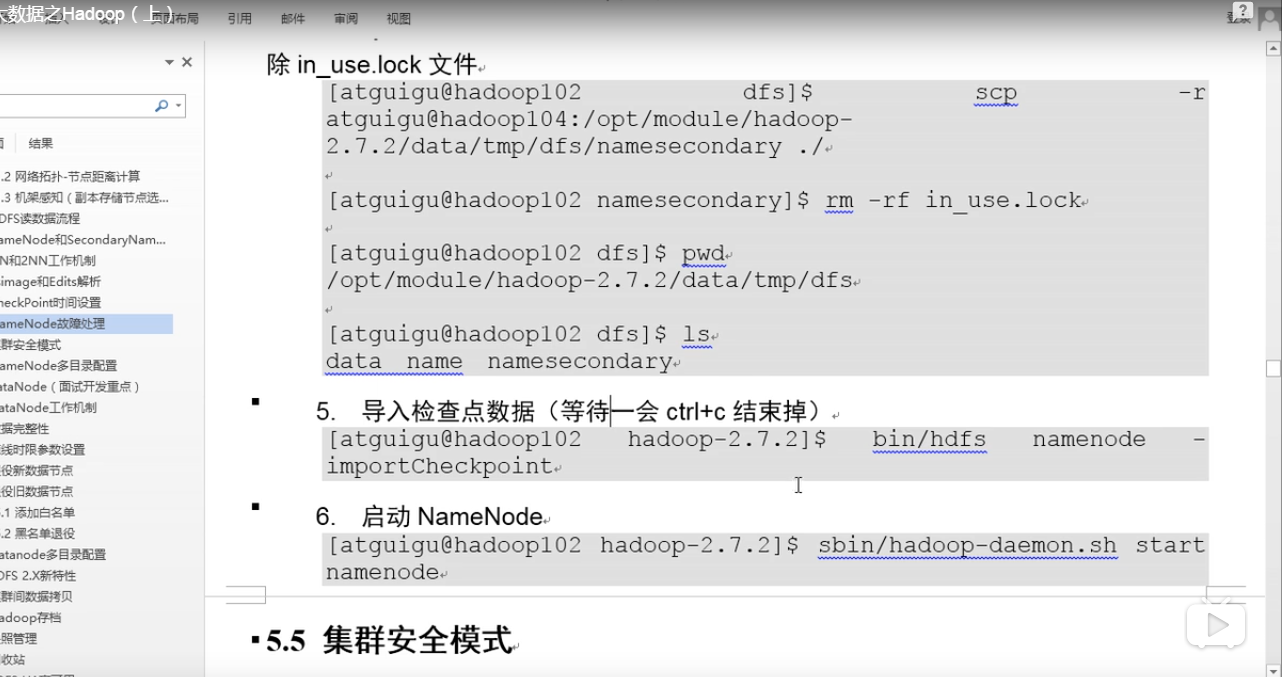 大数据之Hadoop（上）
页面布局 引用 邮件 审阅 视图
登录
结果
.2 网络拓扑-节点距离计算
.3 机架感知（副本存储节点选...
DFS读数据流程
ameNode和SecondaryNam...
N和2NN工作机制
simage和Edits解析
heckPoint时间设置
ameNode故障处理
群安全模式
ameNode多目录配置
ataNode（面试开发重点）
ataNode工作机制
据完整性
线时限参数设置
役新数据节点
役旧数据节点
.1 添加白名单
.2 黑名单退役
atanode多目录配置
DFS 2.X新特性
群间数据拷贝
adoop存档
照管理
收站
除 in_use.lock 文件
[atguigu@hadoop102 dfs]$ scp -r
atguigu@hadoop104:/opt/module/hadoop-
2.7.2/data/tmp/dfs/namesecondary ./
[atguigu@hadoop102 namesecondary]$ rm -rf in_use.lock
[atguigu@hadoop102 dfs]$ pwd
/opt/module/hadoop-2.7.2/data/tmp/dfs
[atguigu@hadoop102 dfs]$ ls
data name namesecondary
5. 导入检查点数据（等待一会 ctrl+c 结束掉）
[atguigu@hadoop102 hadoop-2.7.2]$ bin/hdfs namenode -
importCheckpoint
6. 启动 NameNode
[atguigu@hadoop102 hadoop-2.7.2]$ sbin/hadoop-daemon.sh start
namenode
5.5 集群安全模式